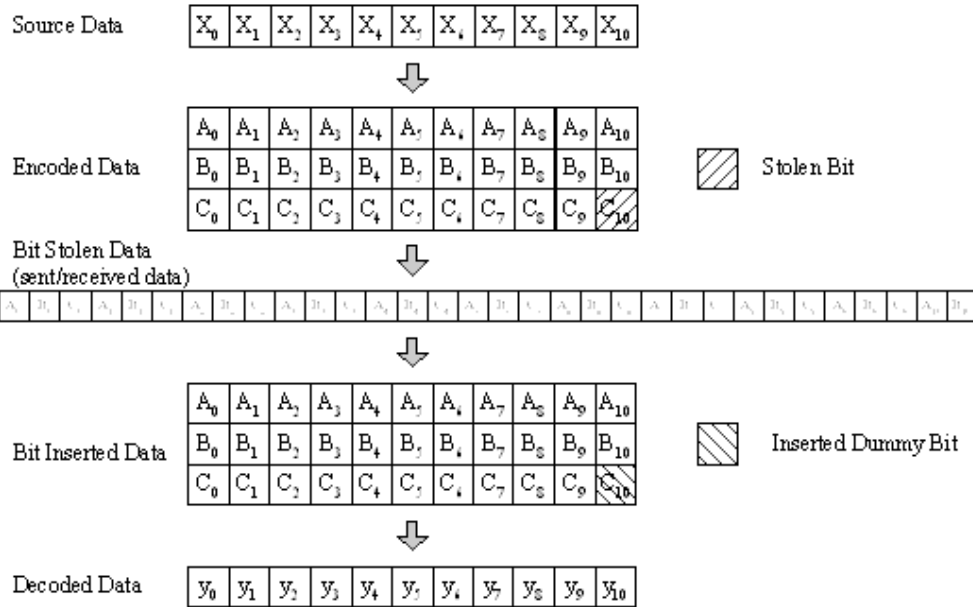 Source Data X₀ X₁ X₂ X₃ X₄ X₅ X₆ X₇ X₈ X₉ X₁₀
A₀ A₁ A₂ A₃ A₄ A₅ A₆ A₇ A₈ A₉ A₁₀
Encoded Data B₀ B₁ B₂ B₃ B₄ B₅ B₆ B₇ B₈ B₉ B₁₀ Stolen Bit
C₀ C₁ C₂ C₃ C₄ C₅ C₆ C₇ C₈ C₉ C₁₀
Bit Stolen Data
(sent/received data)
A₀ A₁ A₂ A₃ A₄ A₅ A₆ A₇ A₈ A₉ A₁₀
Bit Inserted Data B₀ B₁ B₂ B₃ B₄ B₅ B₆ B₇ B₈ B₉ B₁₀ Inserted Dummy Bit
C₀ C₁ C₂ C₃ C₄ C₅ C₆ C₇ C₈ C₉ C₁₀
Decoded Data y₀ y₁ y₂ y₃ y₄ y₅ y₆ y₇ y₈ y₉ y₁₀